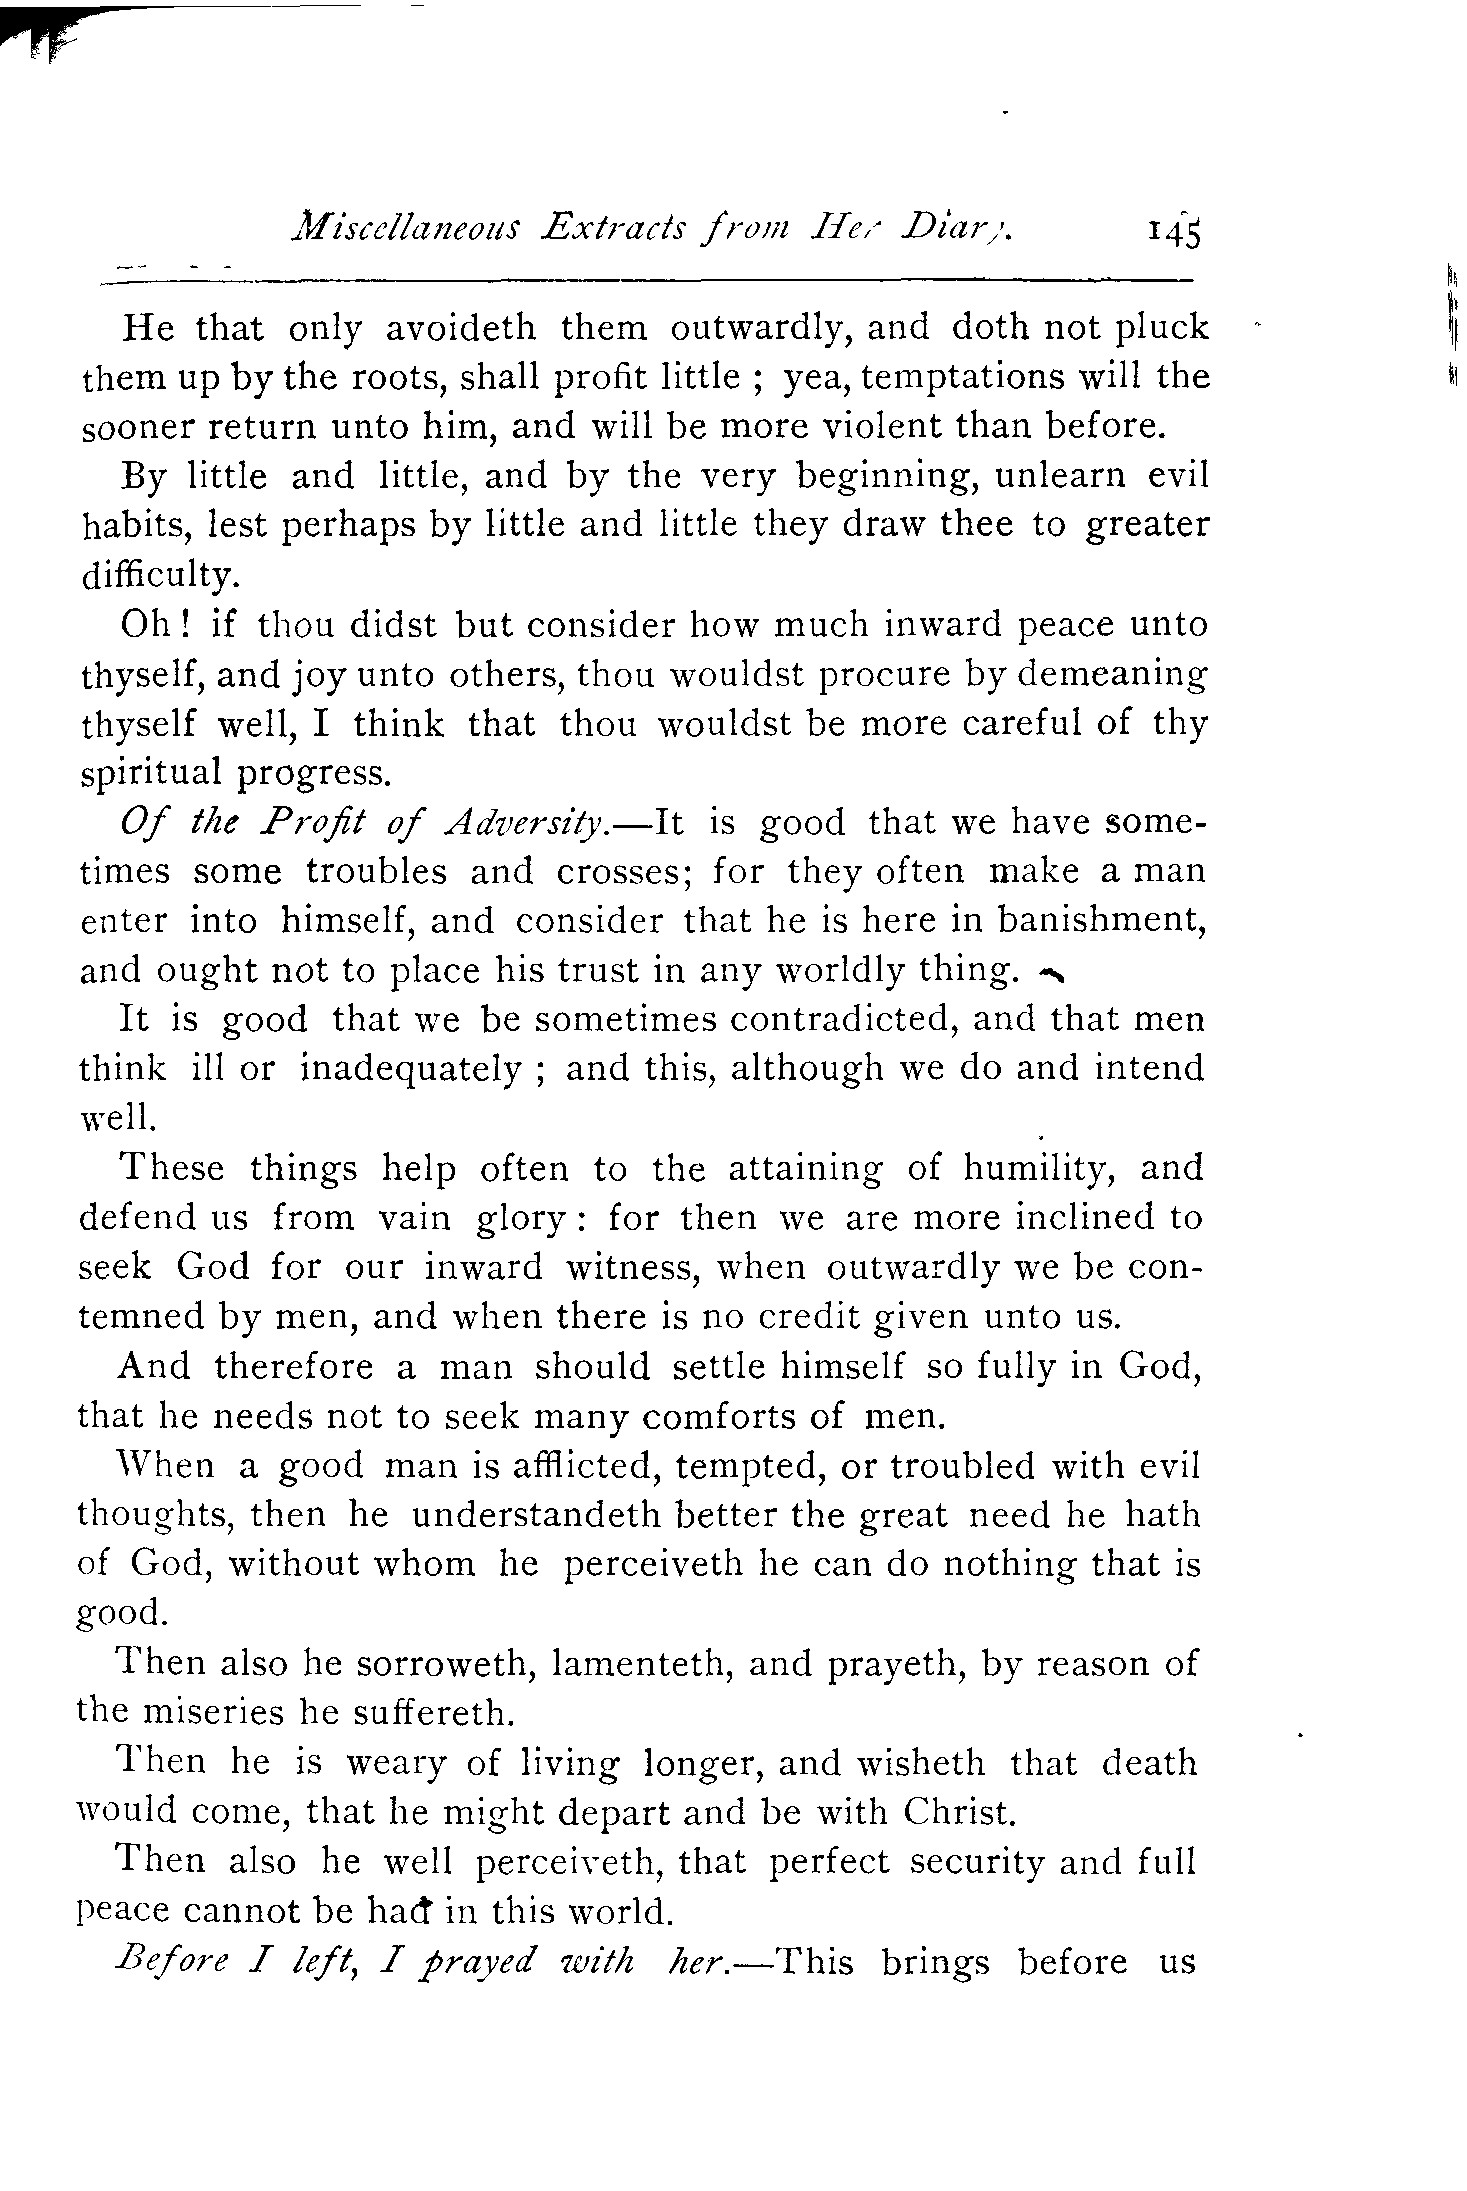 Miscellaneous Extracts from Her Diary. 145
He that only avoideth them outwardly, and doth not pluck
them up by the roots, shall profit little ; yea, temptations will the
sooner return unto him, and will be more violent than before.
By little and little, and by the very beginning, unlearn evil
habits, lest perhaps by little and little they draw thee to greater
difficulty.
Oh ! if thou didst but consider how much inward peace unto
thyself, and joy unto others, thou wouldst procure by demeaning
thyself well, I think that thou wouldst be more careful of thy
spiritual progress.
Of the Profit of Adversity.—It is good that we have some-
times some troubles and crosses; for they often make a man
enter into himself, and consider that he is here in banishment,
and ought not to place his trust in any worldly thing.
It is good that we be sometimes contradicted, and that men
think ill or inadequately ; and this, although we do and intend
well.
These things help often to the attaining of humility, and
defend us from vain glory : for then we are more inclined to
seek God for our inward witness, when outwardly we be con-
temned by men, and when there is no credit given unto us.
And therefore a man should settle himself so fully in God,
that he needs not to seek many comforts of men.
When a good man is afflicted, tempted, or troubled with evil
thoughts, then he understandeth better the great need he hath
of God, without whom he perceiveth he can do nothing that is
good.
Then also he sorroweth, lamenteth, and prayeth, by reason of
the miseries he suffereth.
Then he is weary of living longer, and wisheth that death
would come, that he might depart and be with Christ.
Then also he well perceiveth, that perfect security and full
peace cannot be had in this world.
Before I left, I prayed with her.—This brings before us